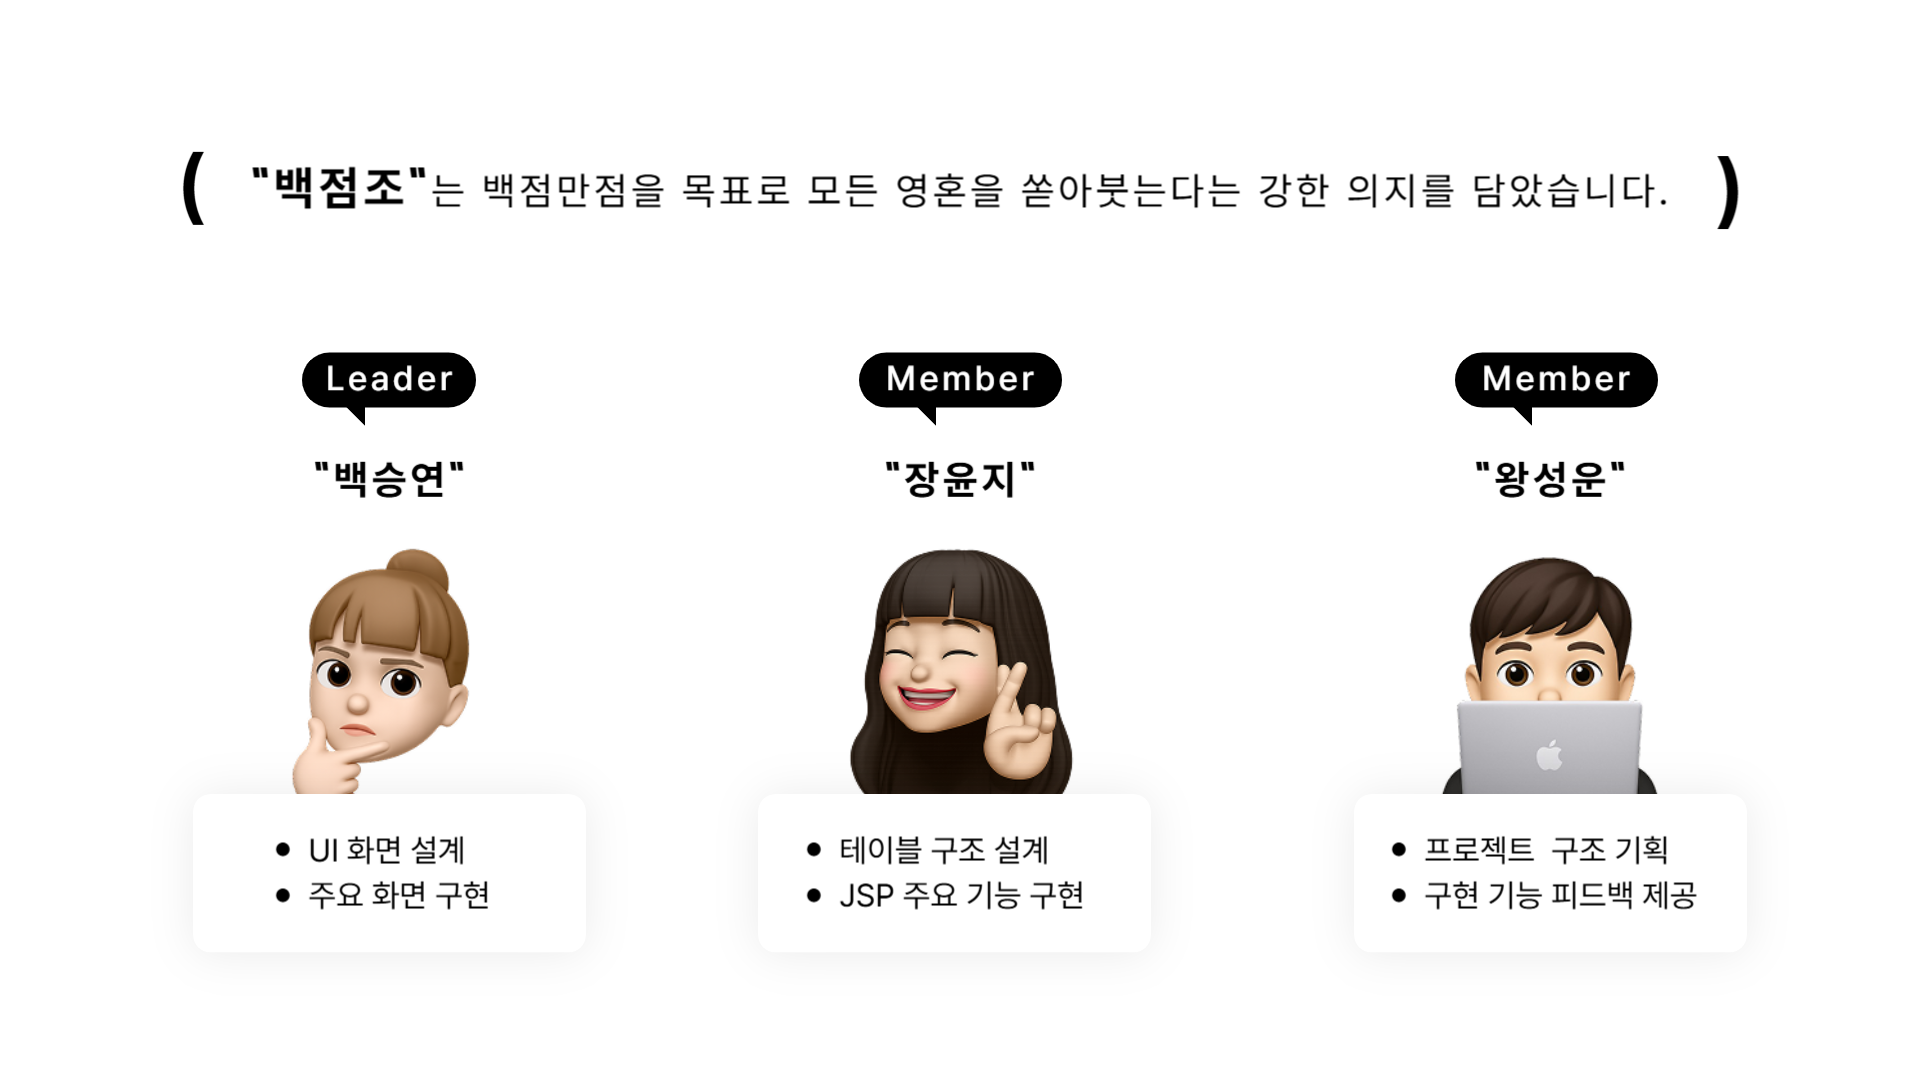 ( "백점조"는 백점만점을 목표로 모든 영혼을 쏟아붓는다는 강한 의지를 담았습니다. )
Leader
"백승연"
• UI 화면 설계
• 주요 화면 구현
Member
"장윤지"
• 테이블 구조 설계
• JSP 주요 기능 구현
Member
"왕성운"
• 프로젝트 구조 기획
• 구현 기능 피드백 제공